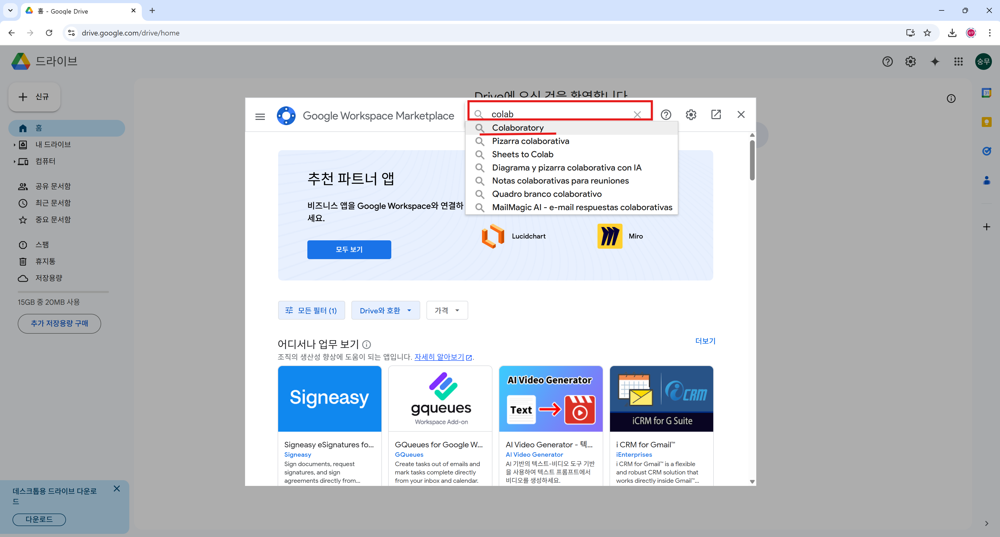 홈 - Google Drive
drive.google.com/drive/home
드라이브
숭무
신규
홈
내 드라이브
컴퓨터
공유 문서함
최근 문서함
중요 문서함
스팸
휴지통
저장용량
15GB 중 20MB 사용
추가 저장용량 구매
데스크톱용 드라이브 다운로
드
다운로드
Drive에 오신 것을 환영합니다
Google Workspace Marketplace
colab
Colaboratory
Pizarra colaborativa
Sheets to Colab
Diagrama y pizarra colaborativa con IA
Notas colaborativas para reuniones
Quadro branco colaborativo
MailMagic AI - e-mail respuestas colaborativas
추천 파트너 앱
비즈니스 앱을 Google Workspace와 연결하
세요.
모두 보기
Lucidchart
Miro
모든 필터 (1)
Drive와 호환
가격
어디서나 업무 보기
더보기
조직의 생산성 향상에 도움이 되는 앱입니다. 자세히 알아보기.
Signeasy
Signeasy eSignatures fo...
Signeasy
Sign documents, request
signatures, and sign
agreements directly from...
gqueues
Workspace Add-on
GQueues for Google W...
GQueues
Create tasks out of emails and
mark tasks complete directly
from your inbox and calendar.
AI Video Generator
Text
AI Video Generator - 텍...
AI Video Generator
AI 기반의 텍스트-비디오 도구 기반
을 사용하여 텍스트 프롬프트에서
비디오를 생성하세요.
iCRM
iCRM for G Suite
i CRM for Gmail™
iEnterprises
i CRM for Gmail™ is a flexible
and robust CRM solution that
works directly inside Gmail™...
31